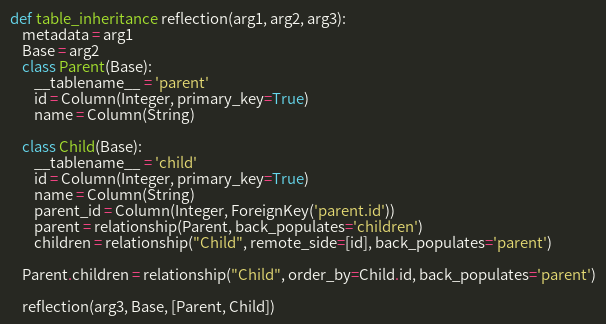 def table_inheritance reflection(arg1, arg2, arg3):
    metadata = arg1
    Base = arg2
    class Parent(Base):
        __tablename__ = 'parent'
        id = Column(Integer, primary_key=True)
        name = Column(String)

    class Child(Base):
        __tablename__ = 'child'
        id = Column(Integer, primary_key=True)
        name = Column(String)
        parent_id = Column(Integer, ForeignKey('parent.id'))
        parent = relationship(Parent, back_populates='children')
        children = relationship("Child", remote_side=[id], back_populates='parent')

    Parent.children = relationship("Child", order_by=Child.id, back_populates='parent')

    reflection(arg3, Base, [Parent, Child])